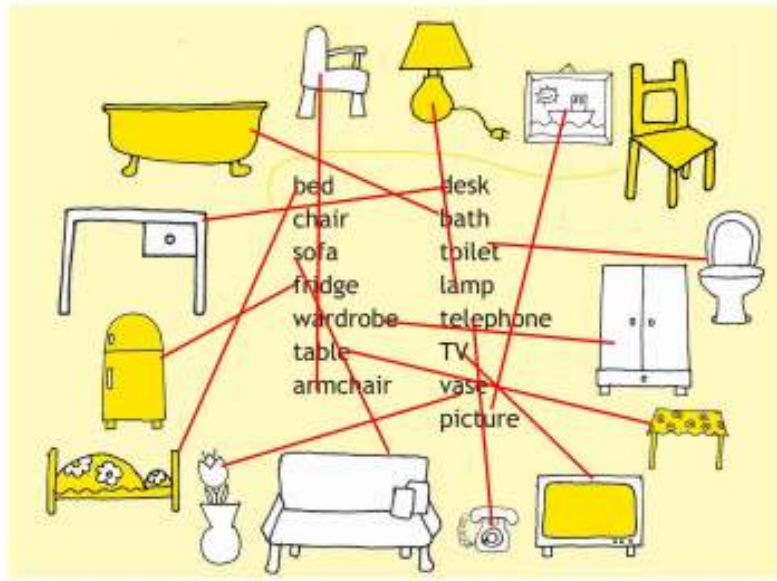 bed
chair
sofa
fridge
wardrobe
table
armchair
desk
bath
toilet
lamp
telephone
TV
vase
picture